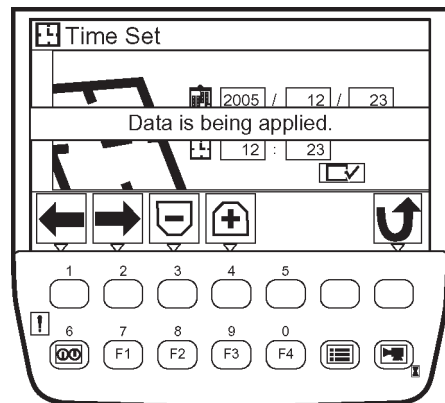 Time Set
2005 / 12 / 23
Data is being applied.
12 : 23
1 2 3 4 5
6 7 8 9 0
F1 F2 F3 F4